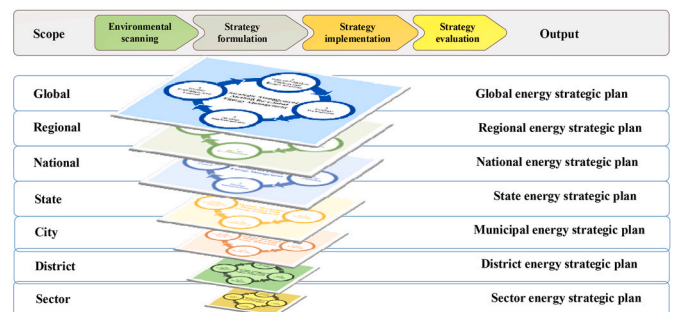 Scope
Environmental
scanning
Strategy
formulation
Strategy
implementation
Strategy
evaluation
Output
Global
Global energy strategic plan
Regional
Regional energy strategic plan
National
National energy strategic plan
State
State energy strategic plan
City
Municipal energy strategic plan
District
District energy strategic plan
Sector
Sector energy strategic plan